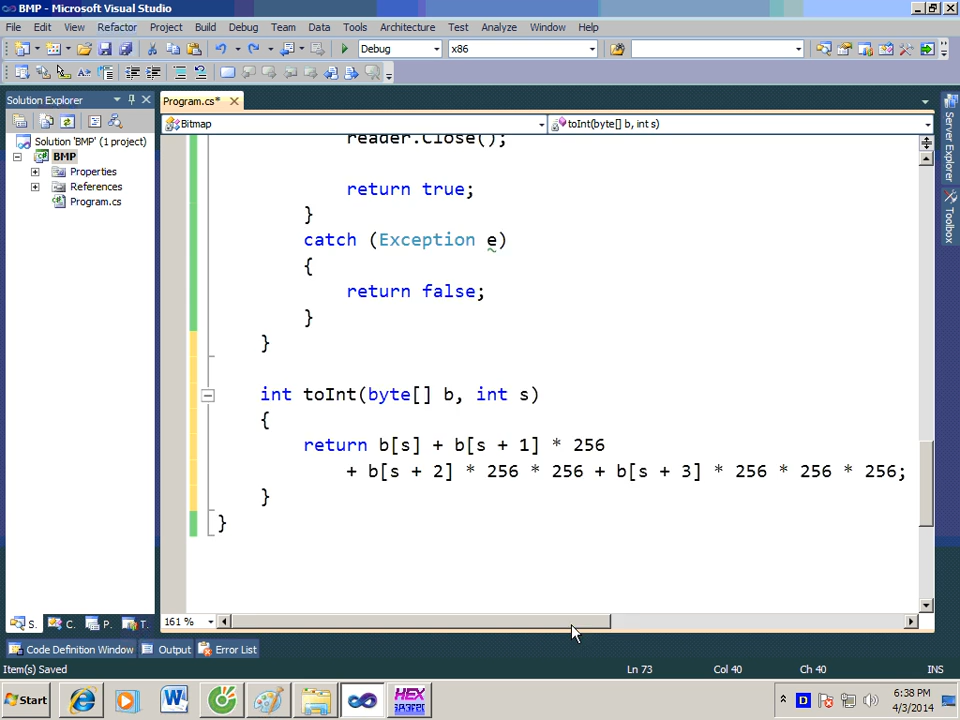 BMP - Microsoft Visual Studio
File Edit View Refactor Project Build Debug Team Data Tools Architecture Test Analyze Window Help
Debug x86
Solution Explorer
Program.cs*
Bitmap
toInt(byte[] b, int s)
Solution 'BMP' (1 project)
BMP
Properties
References
Program.cs
reader.Close();
return true;
}
catch (Exception e)
{
return false;
}
}
int toInt(byte[] b, int s)
{
return b[s] + b[s + 1] * 256
+ b[s + 2] * 256 * 256 + b[s + 3] * 256 * 256 * 256;
}
}
Server Explorer
Toolbox
S. C. P. T.
161 %
Code Definition Window Output Error List
Item(s) Saved Ln 73 Col 40 Ch 40 INS
Start
W
HEX
D
6:38 PM
4/3/2014